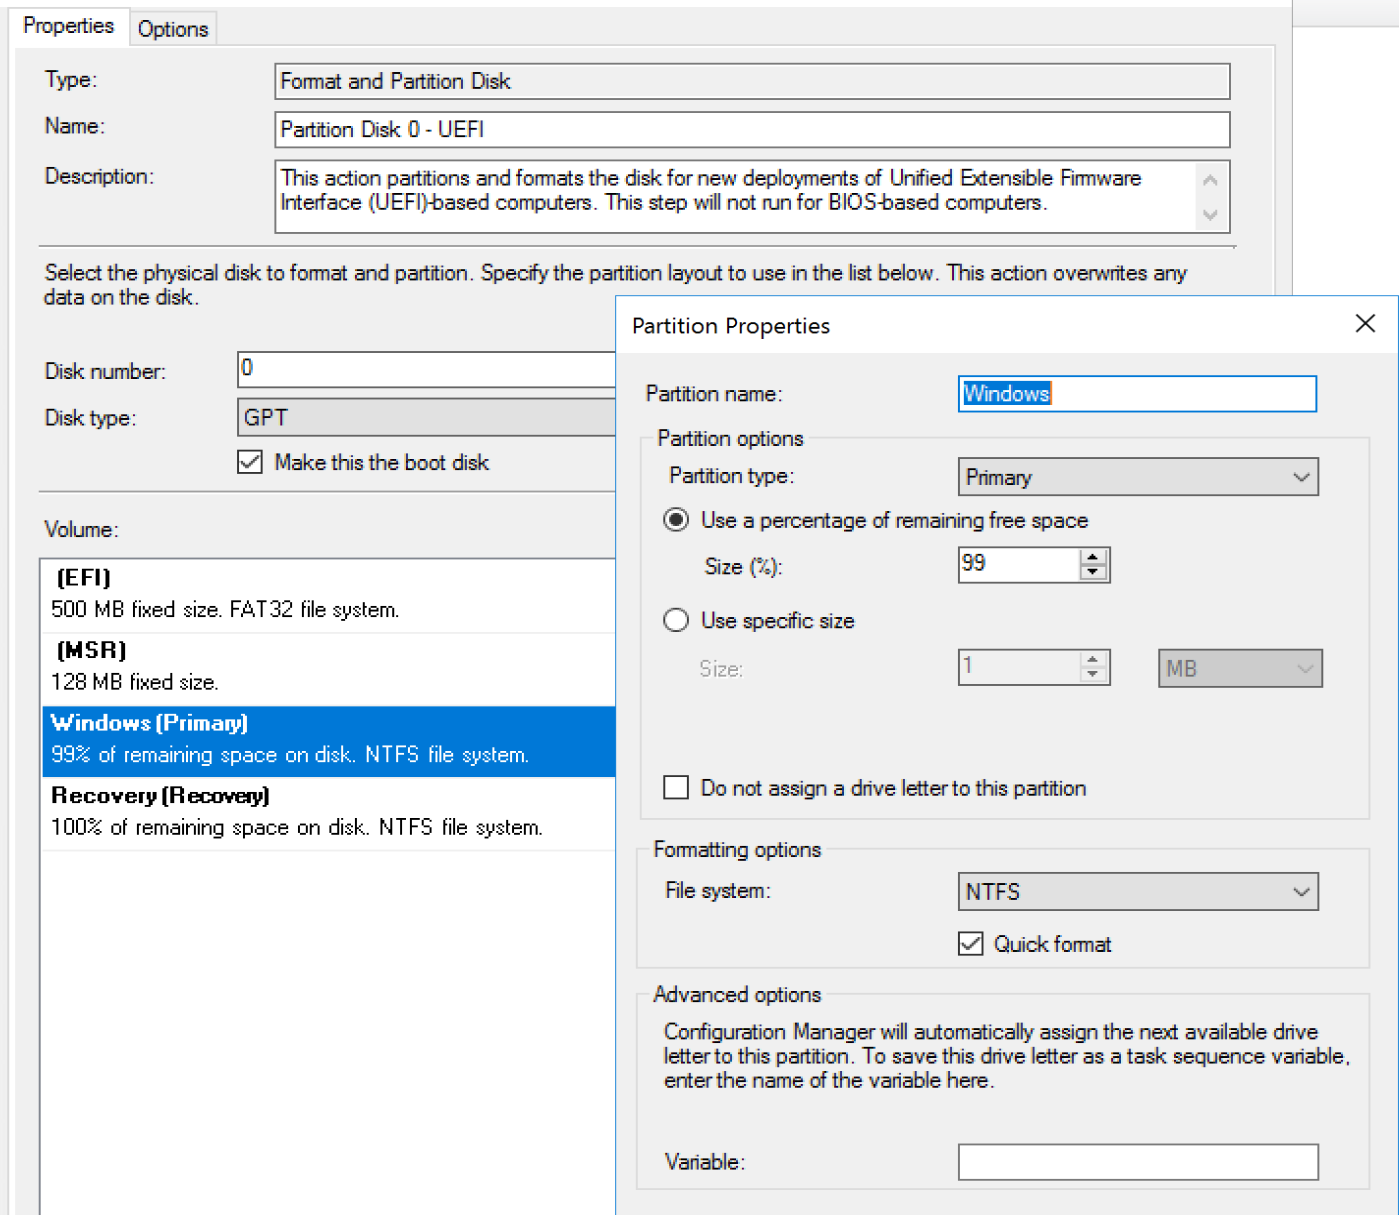 Properties
Options
Type:
Format and Partition Disk
Name:
Partition Disk 0 - UEFI
Description:
This action partitions and formats the disk for new deployments of Unified Extensible Firmware
Interface (UEFI)-based computers. This step will not run for BIOS-based computers.
Select the physical disk to format and partition. Specify the partition layout to use in the list below. This action overwrites any
data on the disk.
Disk number:
0
Disk type:
GPT
Make this the boot disk
Volume:
(EFI)
500 MB fixed size. FAT32 file system.
(MSR)
128 MB fixed size.
Windows (Primary)
99% of remaining space on disk. NTFS file system.
Recovery (Recovery)
100% of remaining space on disk. NTFS file system.
Partition Properties
Partition name:
Windows
Partition options
Partition type:
Primary
Use a percentage of remaining free space
Size (%):
99
Use specific size
Size:
1
MB
Do not assign a drive letter to this partition
Formatting options
File system:
NTFS
Quick format
Advanced options
Configuration Manager will automatically assign the next available drive
letter to this partition. To save this drive letter as a task sequence variable,
enter the name of the variable here.
Variable: